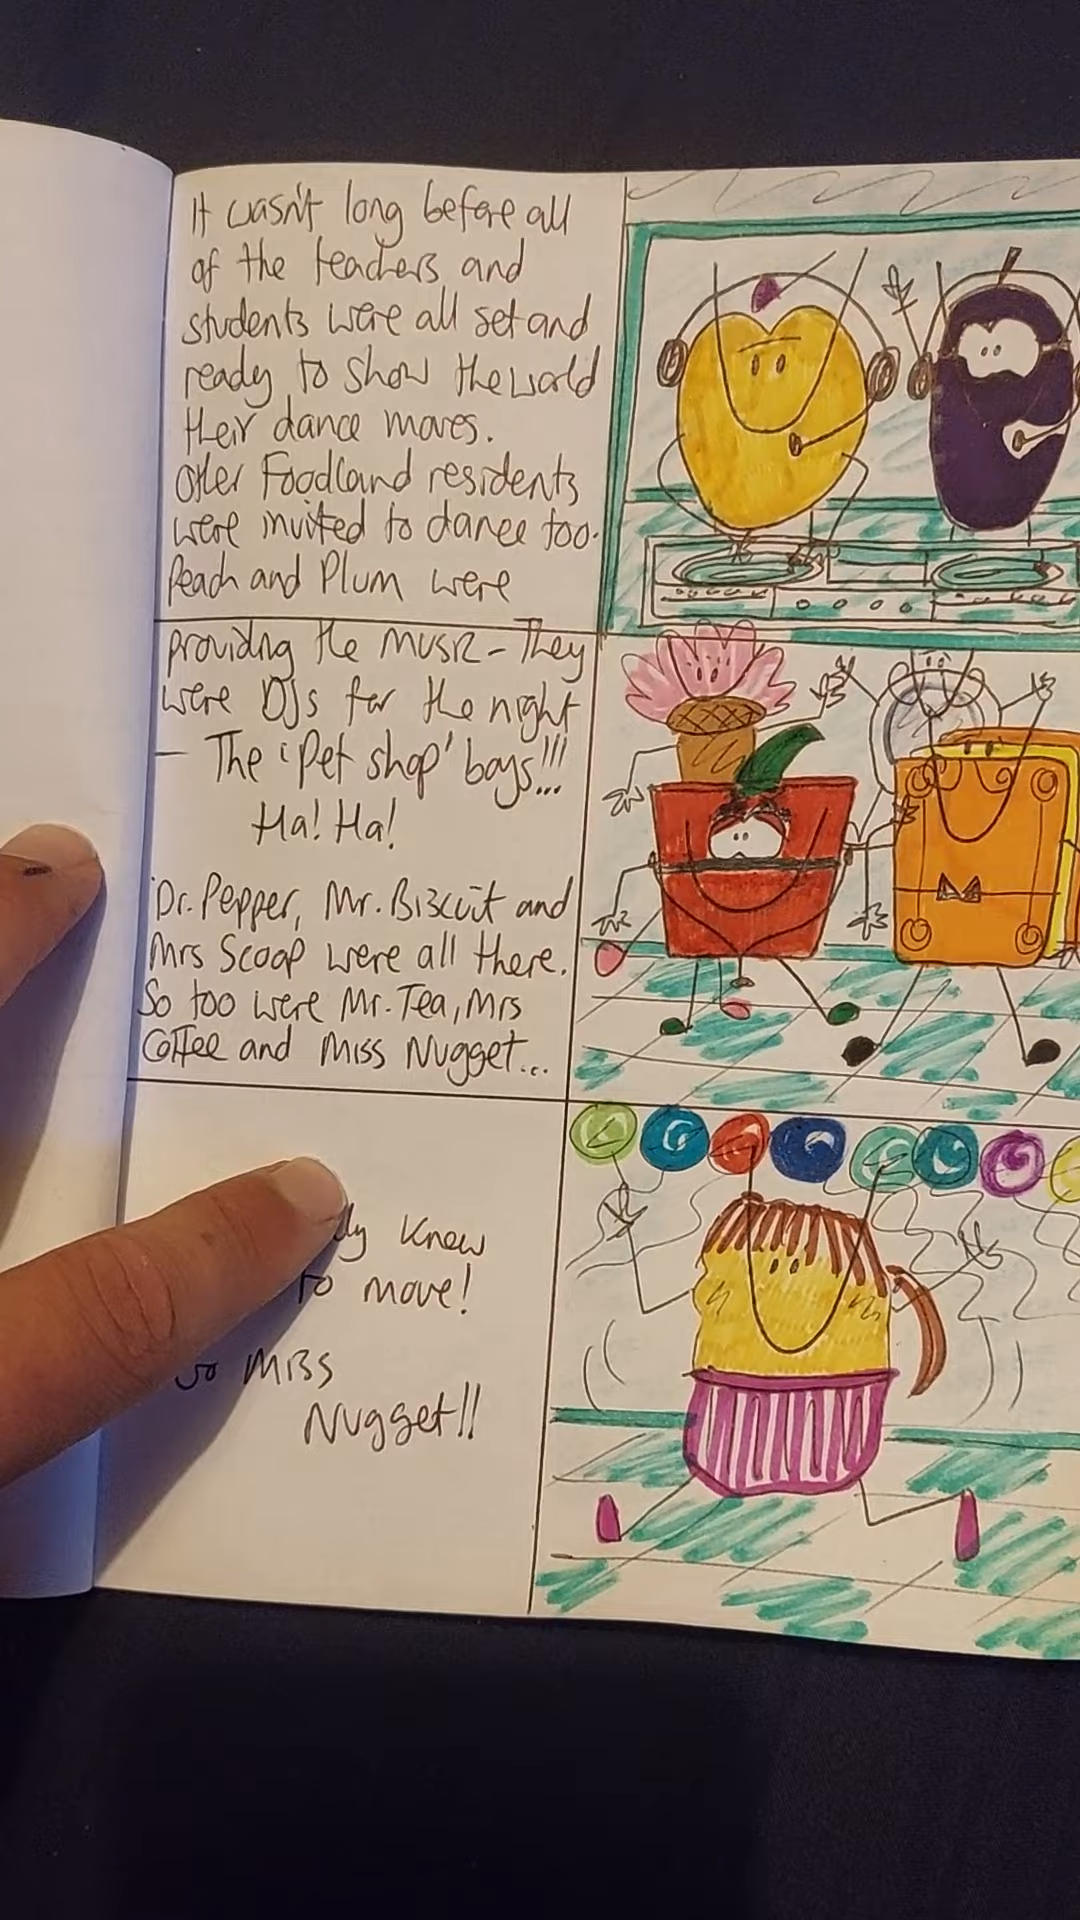 It wasn't long before all
of the teachers and
students were all set and
ready to show the world
their dance moves.
Other Foodland residents
were invited to dance too.
Peach and Plum were
providing the music - They
were DJs for the night
- The 'Pet shop' boys!!!
Ha! Ha!
Dr. Pepper, Mr. Biscuit and
Mrs Scoop were all there.
So too were Mr. Tea, Mrs
Coffee and Miss Nugget...
knew
to move!
Miss
Nugget!!